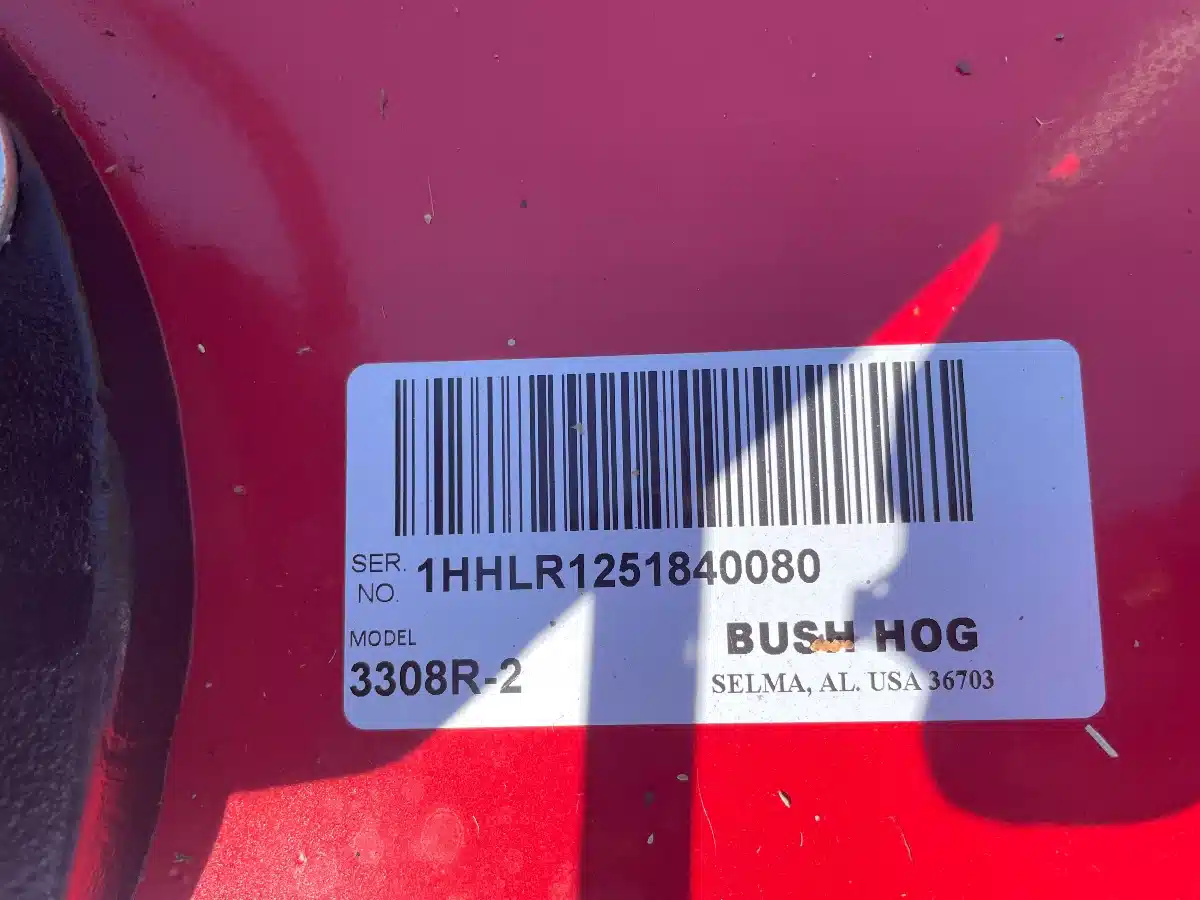 SER. 1HHLR1251840080
NO.
MODEL
3308R-2
BUSH HOG
SELMA, AL. USA 36703